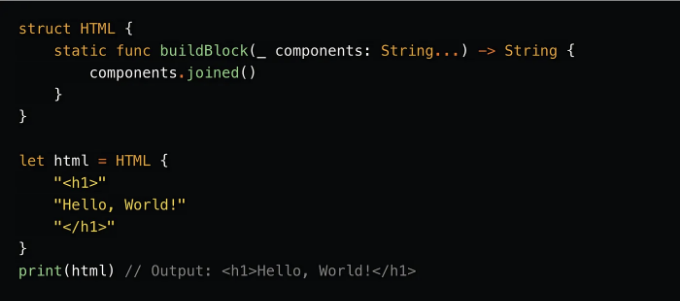 struct HTML {
    static func buildBlock(_ components: String...) -> String {
        components.joined()
    }
}

let html = HTML {
    "<h1>"
    "Hello, World!"
    "</h1>"
}
print(html) // Output: <h1>Hello, World!</h1>